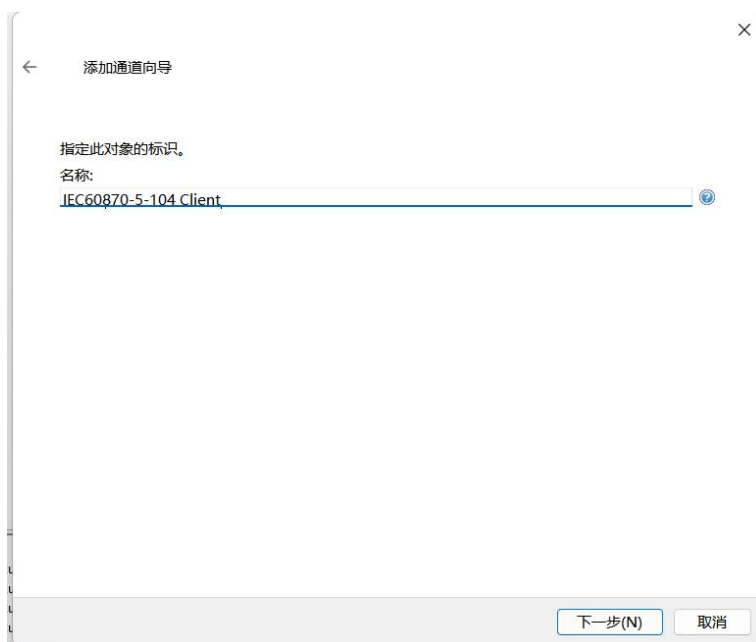 添加通道向导
指定此对象的标识。
名称:
IEC60870-5-104 Client
下一步(N)
取消